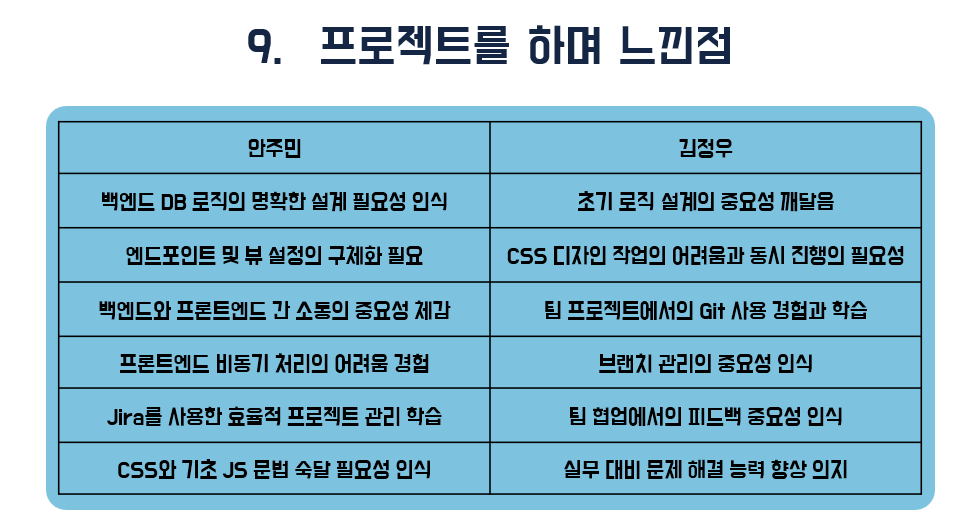 9. 프로젝트를 하며 느낀점
안주민 김정우
백엔드 DB 로직의 명확한 설계 필요성 인식 초기 로직 설계의 중요성 깨달음
엔드포인트 및 뷰 설정의 구체화 필요 CSS 디자인 작업의 어려움과 동시 진행의 필요성
백엔드와 프론트엔드 간 소통의 중요성 체감 팀 프로젝트에서의 Git 사용 경험과 학습
프론트엔드 비동기 처리의 어려움 경험 브랜치 관리의 중요성 인식
Jira를 사용한 효율적 프로젝트 관리 학습 팀 협업에서의 피드백 중요성 인식
CSS와 기초 JS 문법 숙달 필요성 인식 실무 대비 문제 해결 능력 향상 의지